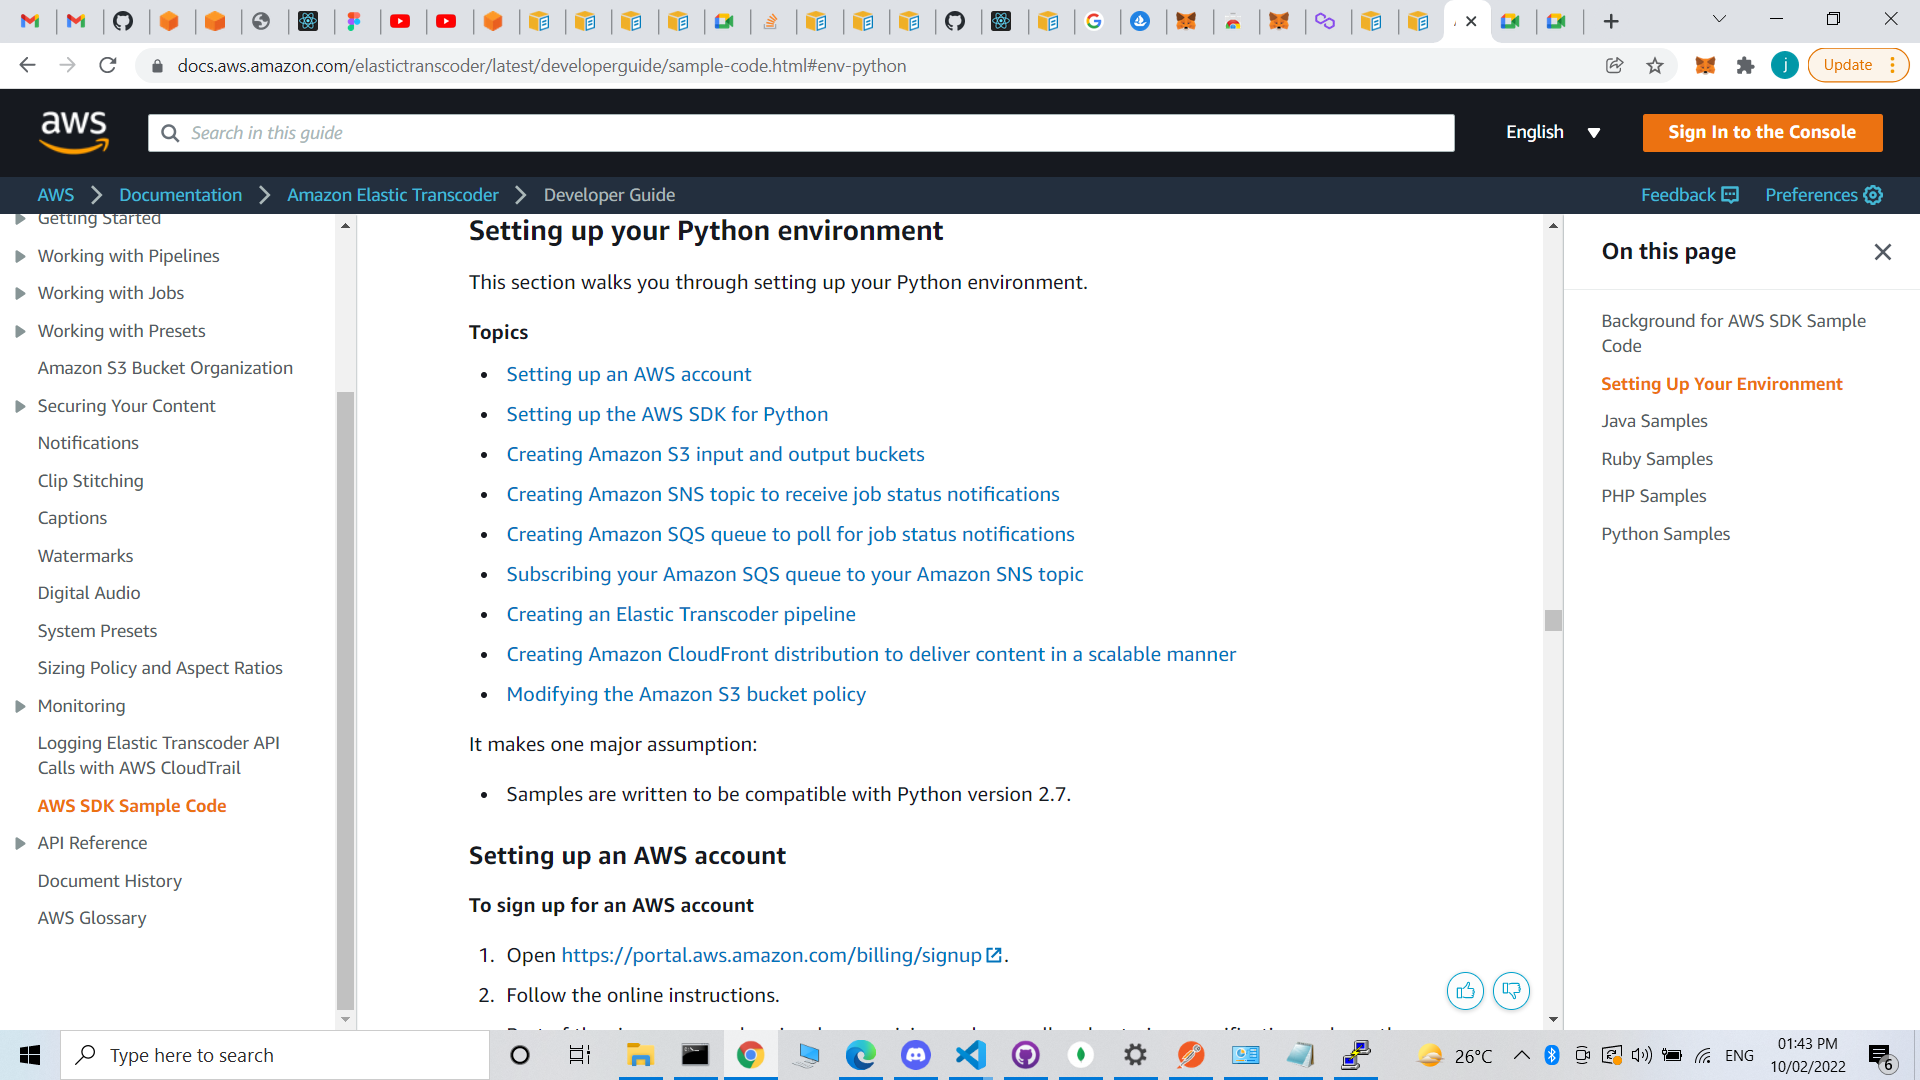 docs.aws.amazon.com/elastictranscoder/latest/developerguide/sample-code.html#env-python
j
Update
aws
Search in this guide
English
Sign In to the Console
AWS
Documentation
Amazon Elastic Transcoder
Developer Guide
Feedback
Preferences
Getting Started
Working with Pipelines
Working with Jobs
Working with Presets
Amazon S3 Bucket Organization
Securing Your Content
Notifications
Clip Stitching
Captions
Watermarks
Digital Audio
System Presets
Sizing Policy and Aspect Ratios
Monitoring
Logging Elastic Transcoder API
Calls with AWS CloudTrail
AWS SDK Sample Code
API Reference
Document History
AWS Glossary
Setting up your Python environment
This section walks you through setting up your Python environment.
Topics
• Setting up an AWS account
• Setting up the AWS SDK for Python
• Creating Amazon S3 input and output buckets
• Creating Amazon SNS topic to receive job status notifications
• Creating Amazon SQS queue to poll for job status notifications
• Subscribing your Amazon SQS queue to your Amazon SNS topic
• Creating an Elastic Transcoder pipeline
• Creating Amazon CloudFront distribution to deliver content in a scalable manner
• Modifying the Amazon S3 bucket policy
It makes one major assumption:
• Samples are written to be compatible with Python version 2.7.
Setting up an AWS account
To sign up for an AWS account
1. Open https://portal.aws.amazon.com/billing/signup.
2. Follow the online instructions.
On this page
Background for AWS SDK Sample
Code
Setting Up Your Environment
Java Samples
Ruby Samples
PHP Samples
Python Samples
Type here to search
26°C
ENG
01:43 PM
10/02/2022
6